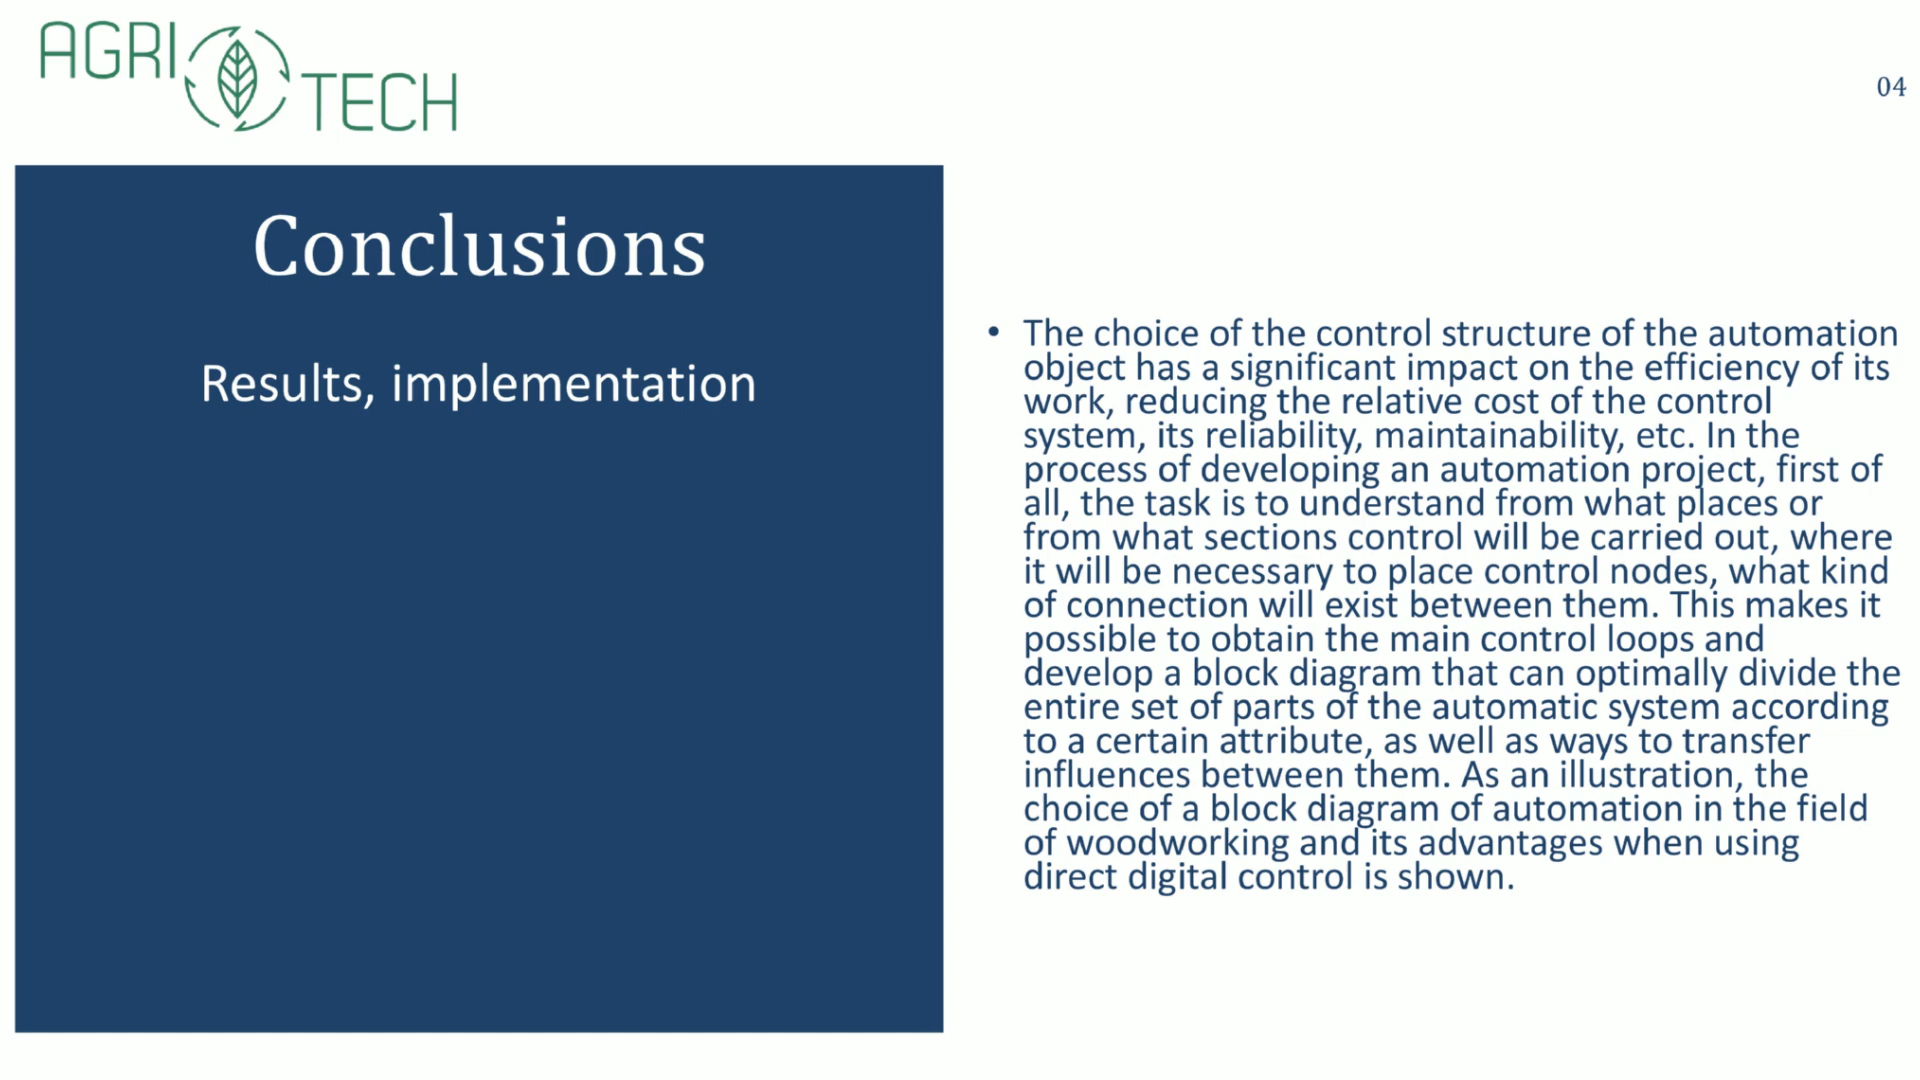 AGRI TECH
04
Conclusions
Results, implementation
• The choice of the control structure of the automation
object has a significant impact on the efficiency of its
work, reducing the relative cost of the control
system, its reliability, maintainability, etc. In the
process of developing an automation project, first of
all, the task is to understand from what places or
from what sections control will be carried out, where
it will be necessary to place control nodes, what kind
of connection will exist between them. This makes it
possible to obtain the main control loops and
develop a block diagram that can optimally divide the
entire set of parts of the automatic system according
to a certain attribute, as well as ways to transfer
influences between them. As an illustration, the
choice of a block diagram of automation in the field
of woodworking and its advantages when using
direct digital control is shown.